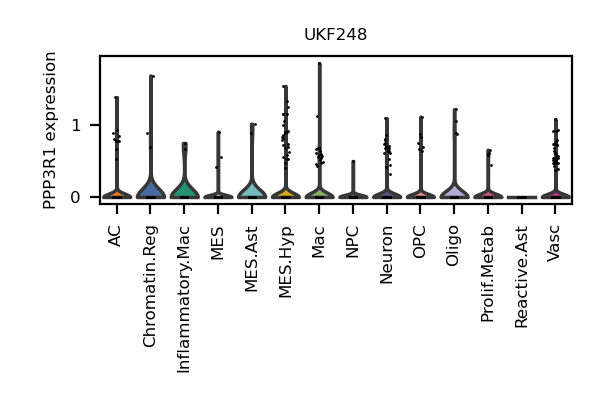 UKF248
PPP3R1 expression
1
0
AC
Chromatin.Reg
Inflammatory.Mac
MES
MES.Ast
MES.Hyp
Mac
NPC
Neuron
OPC
Oligo
Prolif.Metab
Reactive.Ast
Vasc